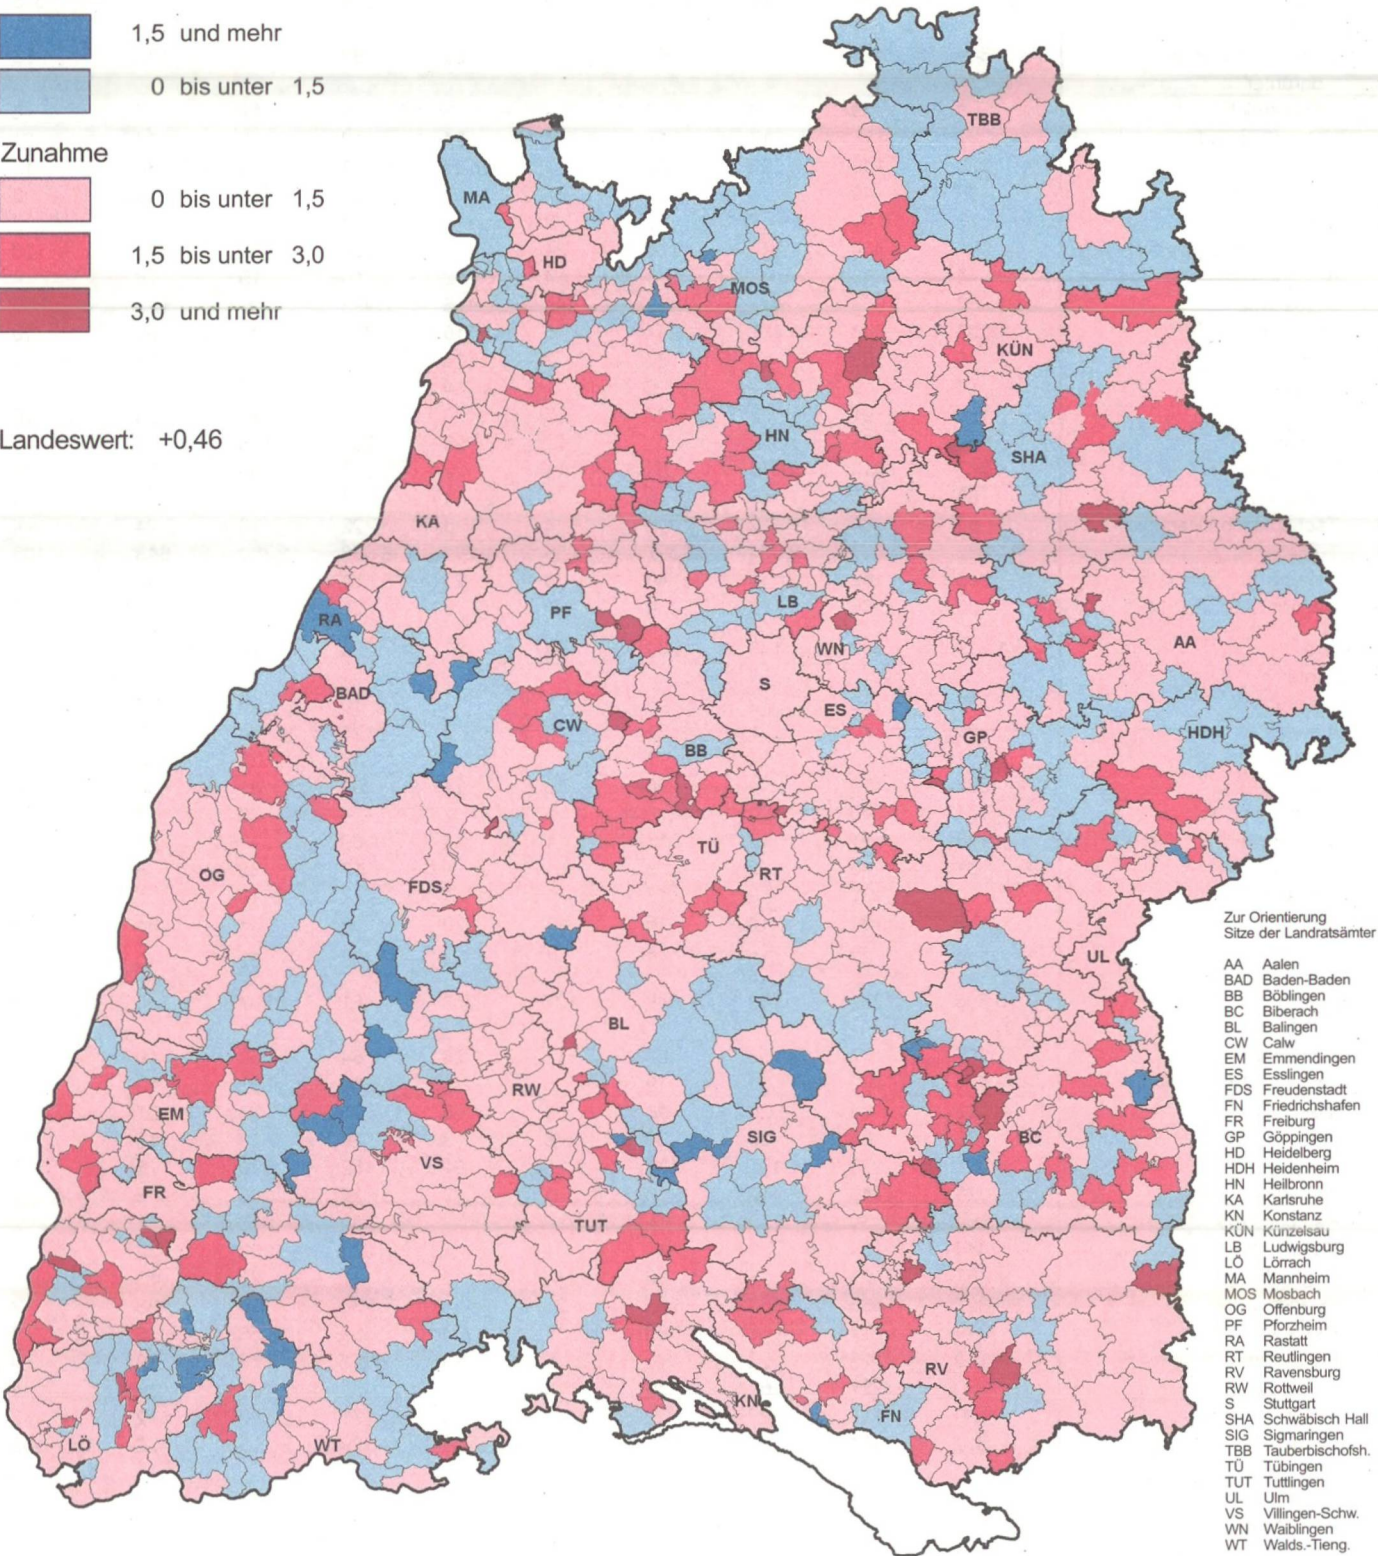 1,5 und mehr
0 bis unter 1,5
Zunahme
0 bis unter 1,5
1,5 bis unter 3,0
3,0 und mehr
Landeswert: +0,46
TBB
MA
HD
MOS
KÜN
HN
SHA
KA
LB
PF
RA
WN
AA
S
BAD
ES
CW
GP
HDH
BB
TÜ
OG
RT
FDS
UL
BL
RW
EM
SIG
BC
VS
FR
TUT
RV
KN
FN
LÖ
WT
Zur Orientierung
Sitze der Landratsämter
AA Aalen
BAD Baden-Baden
BB Böblingen
BC Biberach
BL Balingen
CW Calw
EM Emmendingen
ES Esslingen
FDS Freudenstadt
FN Friedrichshafen
FR Freiburg
GP Göppingen
HD Heidelberg
HDH Heidenheim
HN Heilbronn
KA Karlsruhe
KN Konstanz
KÜN Künzelsau
LB Ludwigsburg
LÖ Lörrach
MA Mannheim
MOS Mosbach
OG Offenburg
PF Pforzheim
RA Rastatt
RT Reutlingen
RV Ravensburg
RW Rottweil
S Stuttgart
SHA Schwäbisch Hall
SIG Sigmaringen
TBB Tauberbischofsh.
TÜ Tübingen
TUT Tuttlingen
UL Ulm
VS Villingen-Schw.
WN Waiblingen
WT Walds.-Tieng.